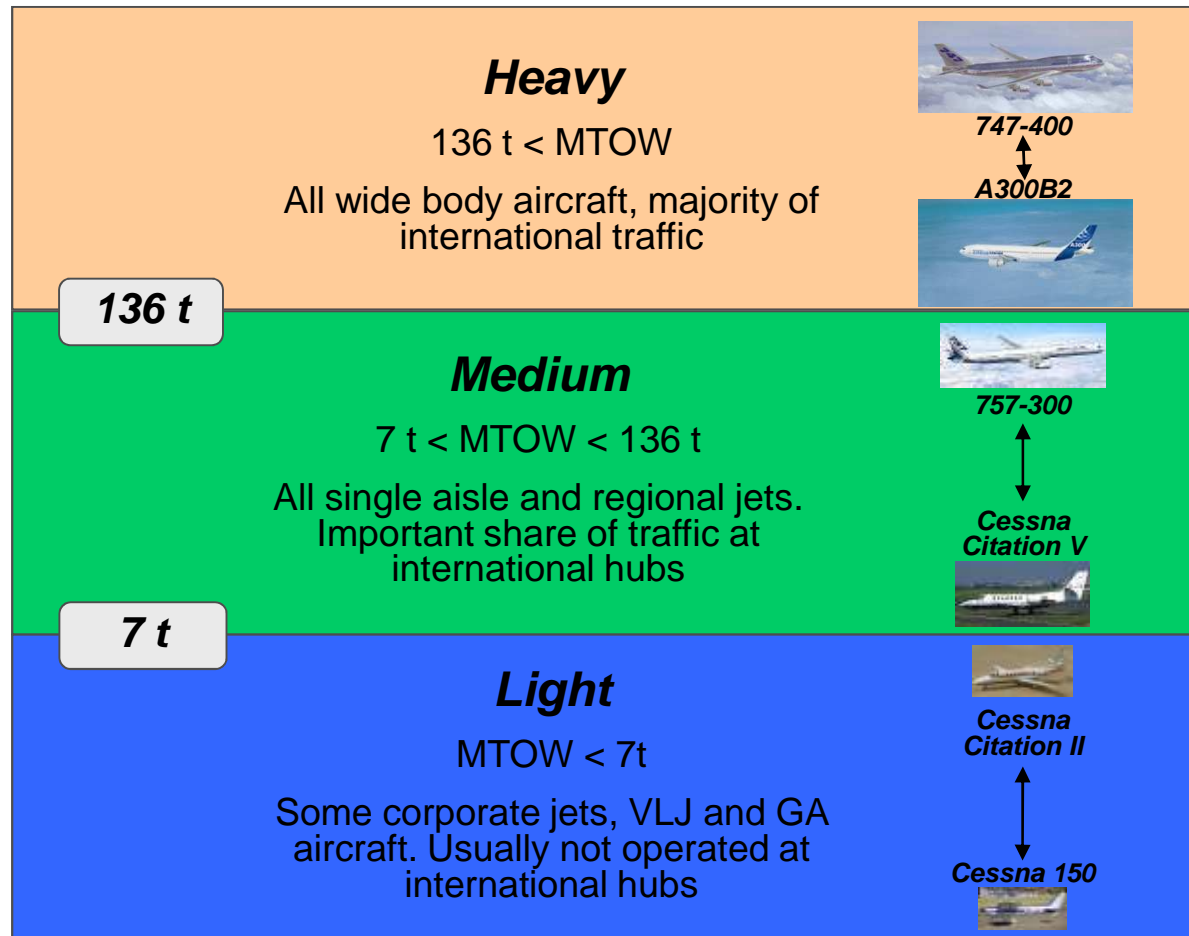 Heavy
136 t < MTOW
All wide body aircraft, majority of
international traffic
747-400
A300B2
136 t
Medium
7 t < MTOW < 136 t
All single aisle and regional jets.
Important share of traffic at
international hubs
757-300
Cessna
Citation V
7 t
Light
MTOW < 7t
Some corporate jets, VLJ and GA
aircraft. Usually not operated at
international hubs
Cessna
Citation II
Cessna 150